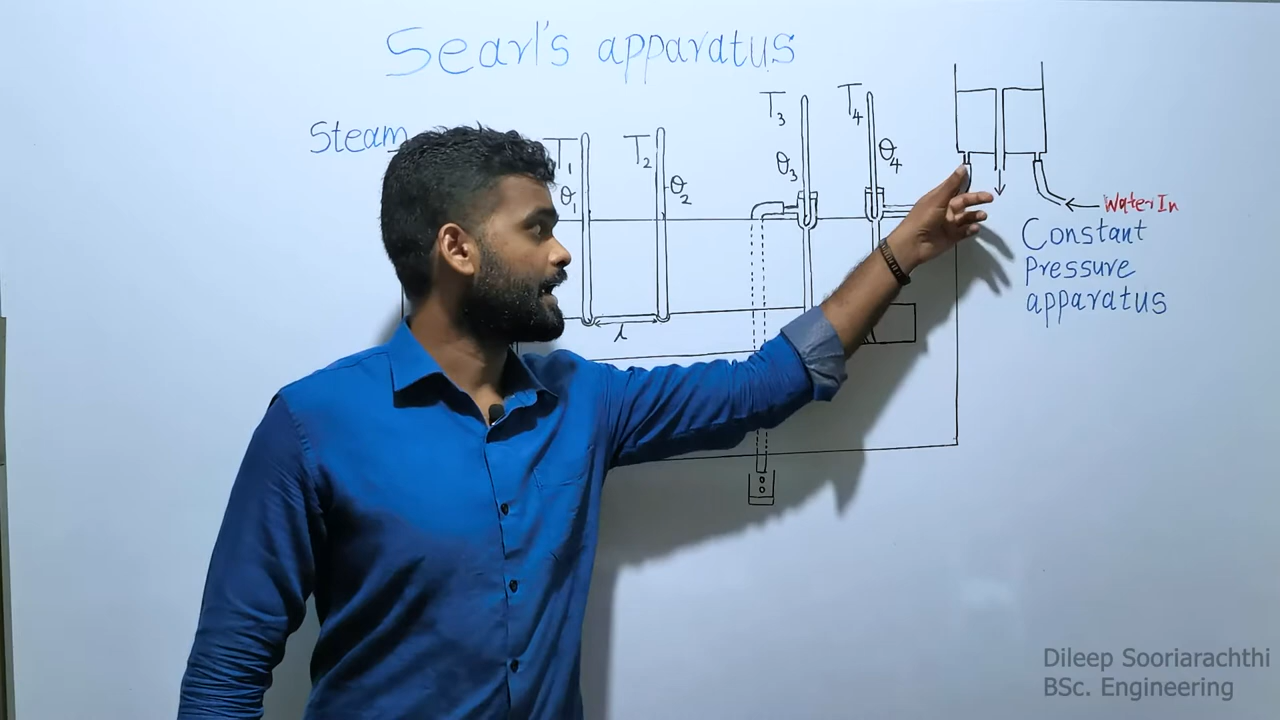 Searl's apparatus
Steam
T1
θ1
T2
θ2
T3
θ3
T4
θ4
l
Water In
Constant
Pressure
apparatus
Dileep Sooriarachthi
BSc. Engineering